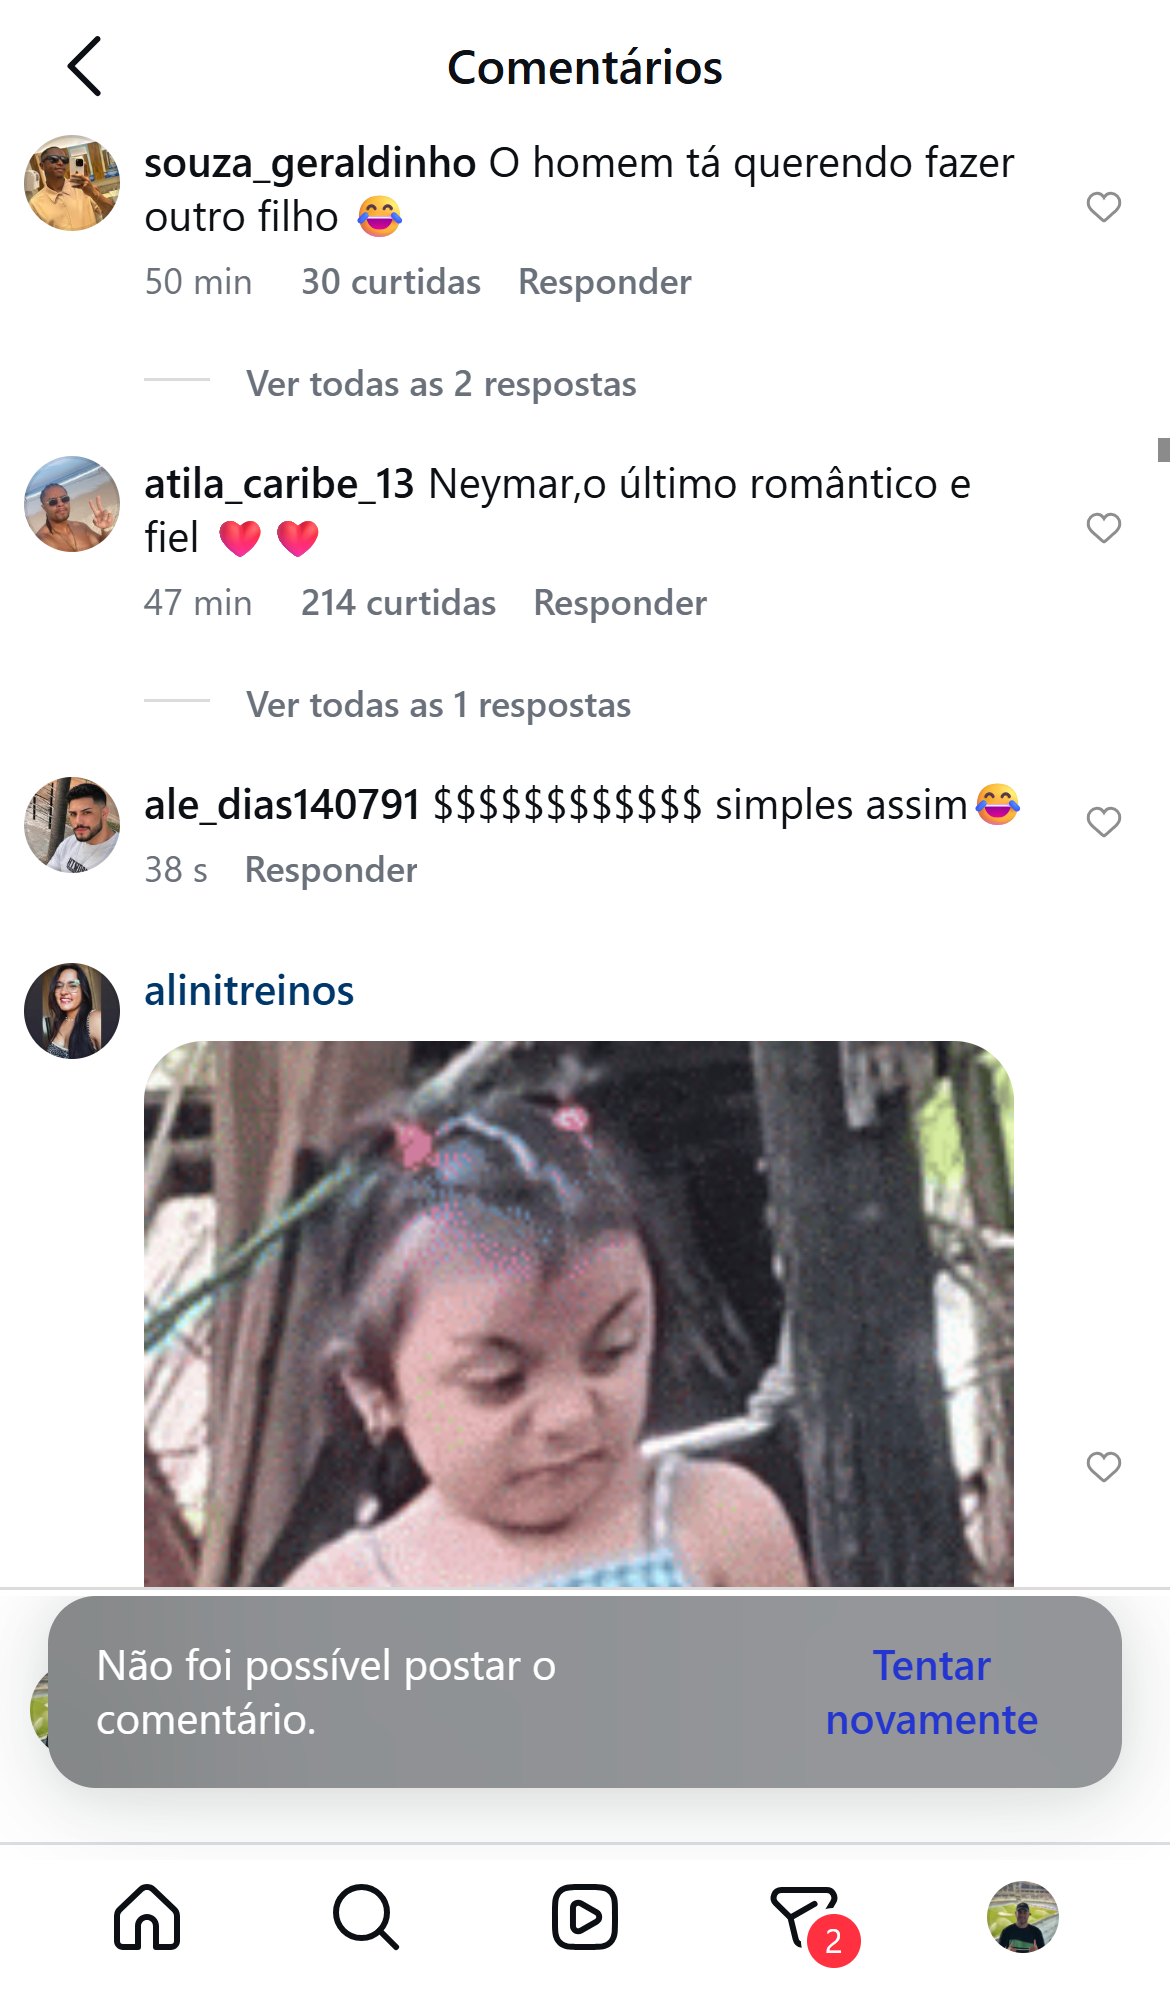 Comentários
souza_geraldinho O homem tá querendo fazer
outro filho 😂
50 min 30 curtidas Responder
Ver todas as 2 respostas
atila_caribe_13 Neymar,o último romântico e
fiel ❤️ ❤️
47 min 214 curtidas Responder
Ver todas as 1 respostas
ale_dias140791 $$$$$$$$$$$$ simples assim😂
38 s Responder
alinitreinos
Não foi possível postar o
comentário.
Tentar
novamente
2